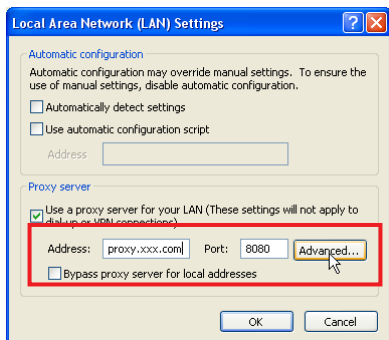 Local Area Network (LAN) Settings
Automatic configuration
Automatic configuration may override manual settings. To ensure the
use of manual settings, disable automatic configuration.
Automatically detect settings
Use automatic configuration script
Address
Proxy server
Use a proxy server for your LAN (These settings will not apply to
dial-up or VPN connections)
Address: proxy.xxx.com Port: 8080 Advanced...
Bypass proxy server for local addresses
OK Cancel